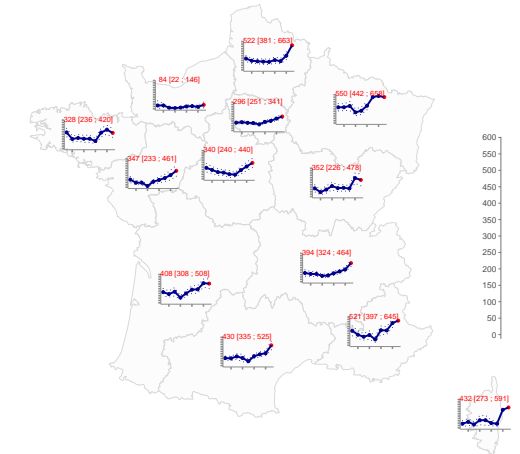 522 [381 ; 663]
84 [22 ; 146]
550 [442 ; 658]
296 [251 ; 341]
328 [236 ; 420]
600
550
500
450
400
350
300
250
200
150
100
50
0
340 [240 ; 440]
347 [233 ; 461]
352 [226 ; 478]
394 [324 ; 464]
408 [308 ; 508]
521 [397 ; 645]
430 [335 ; 525]
432 [273 ; 591]